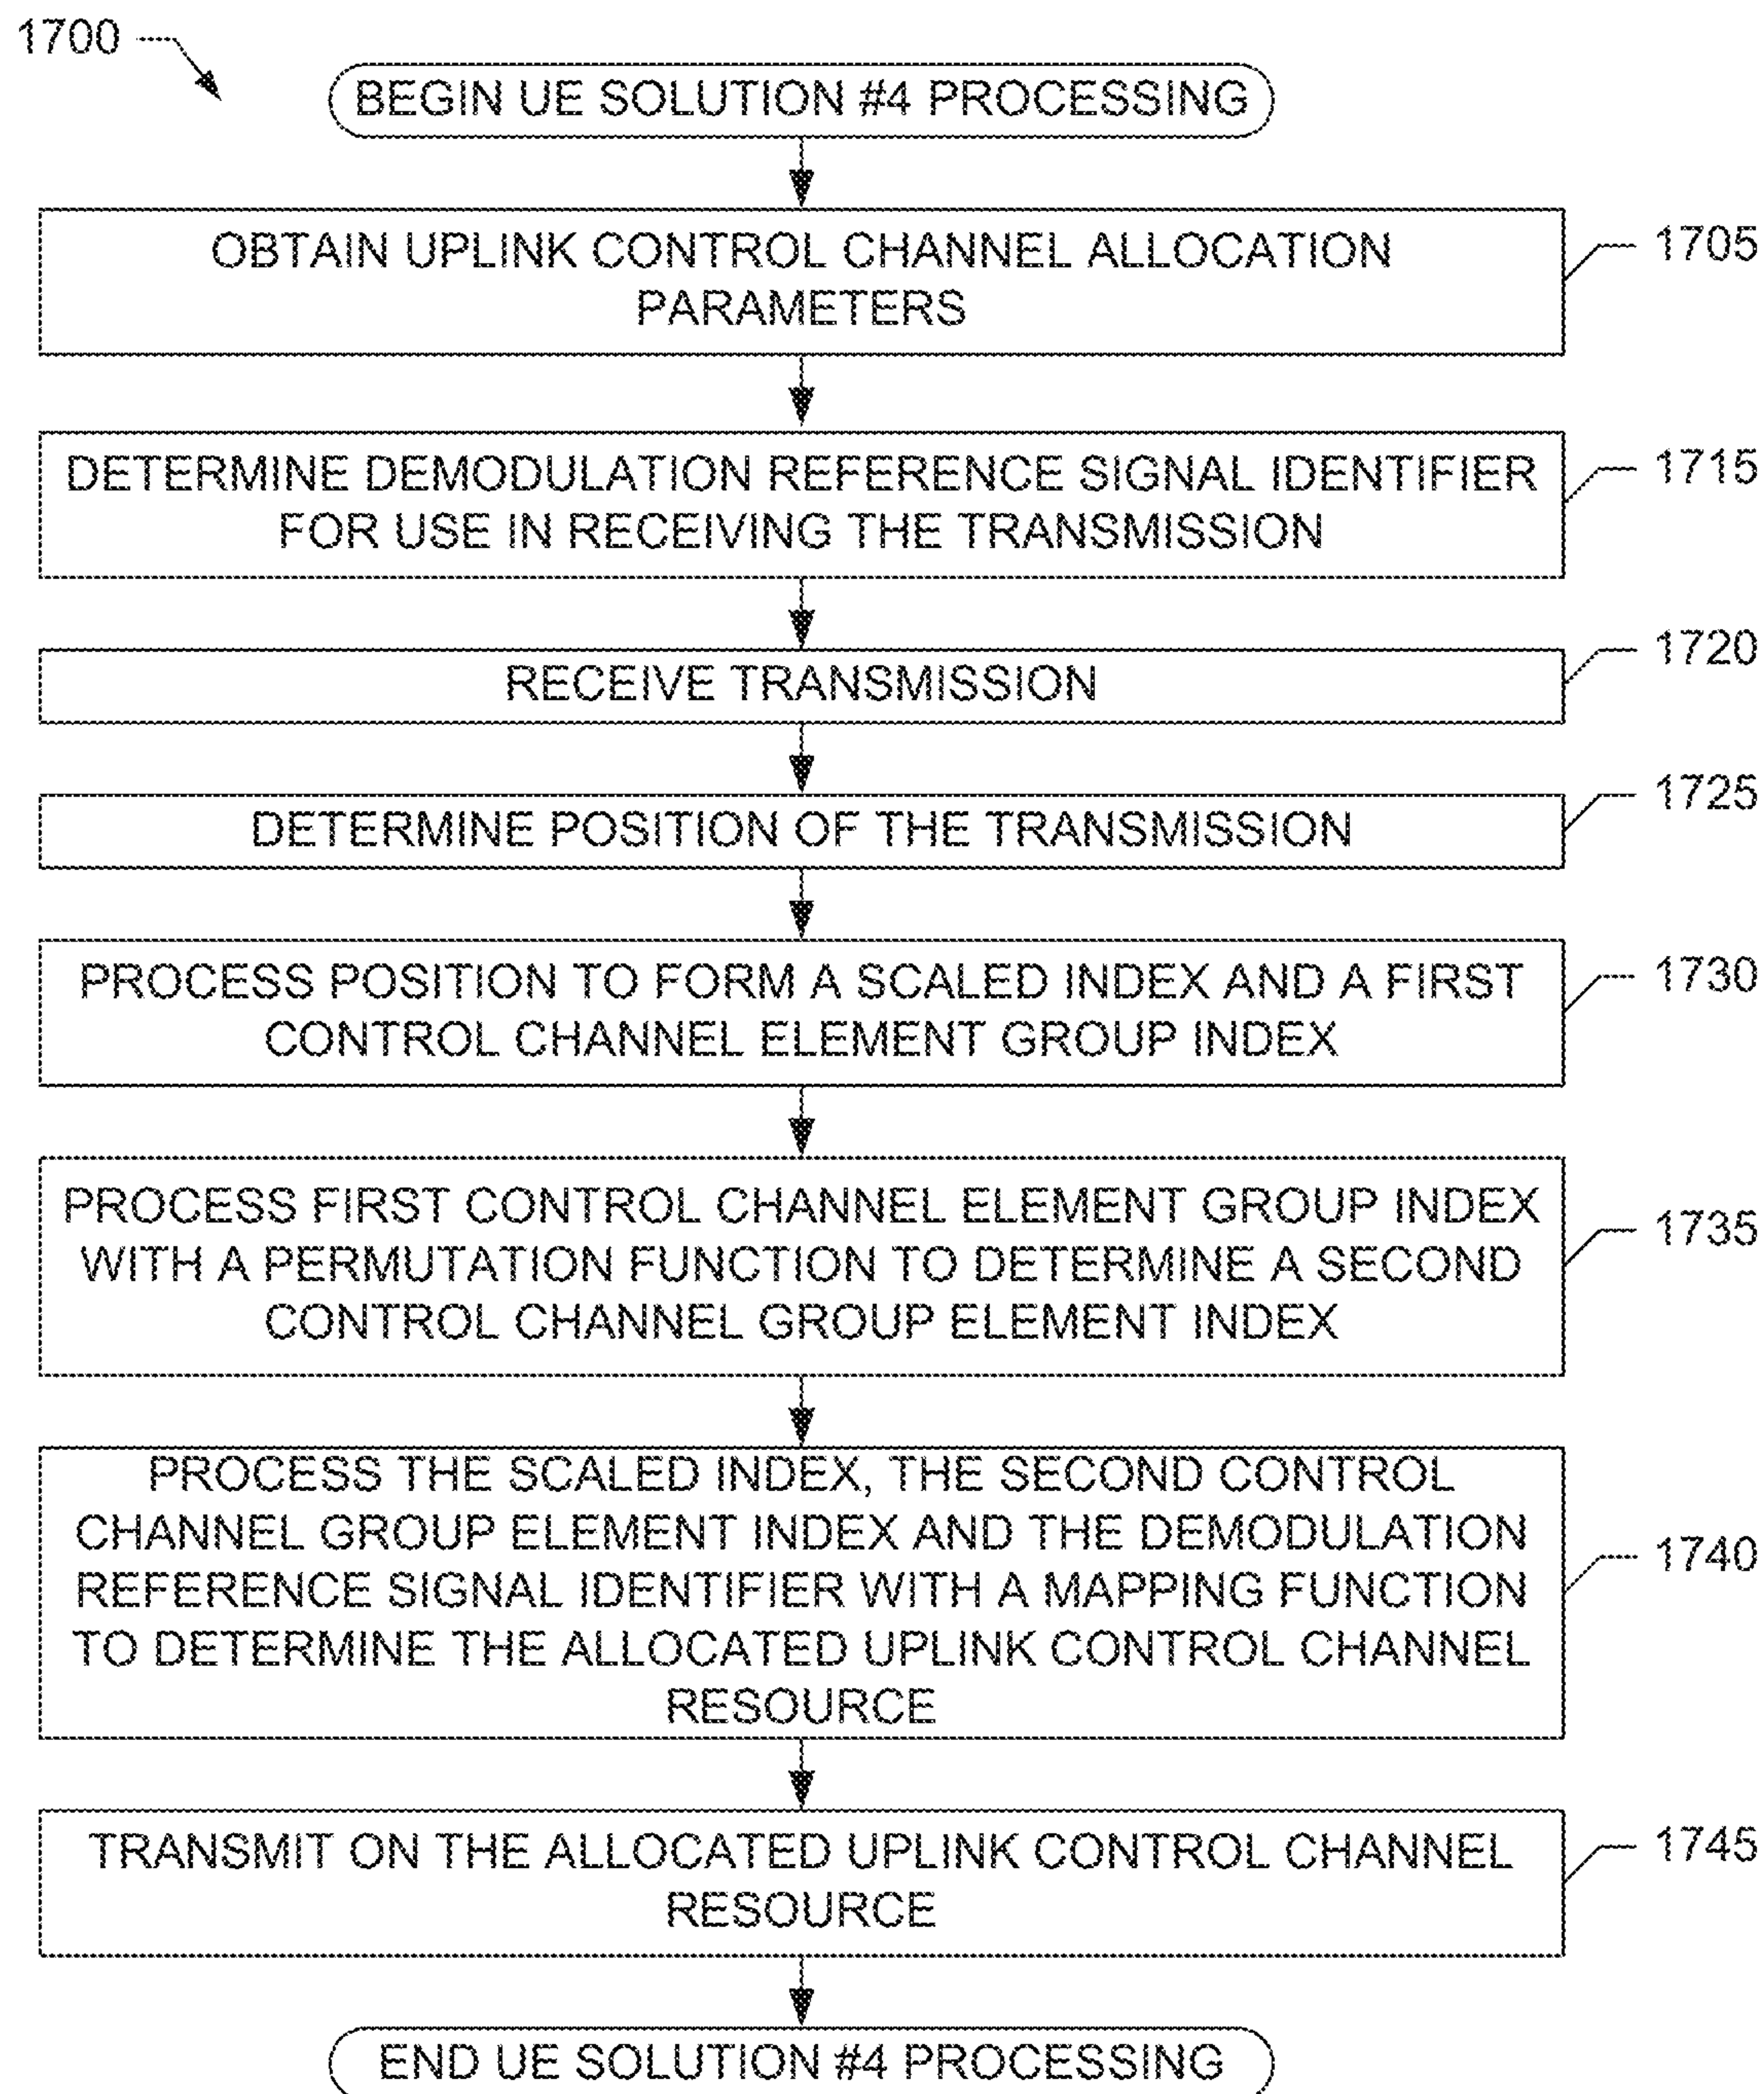 1700
BEGIN UE SOLUTION #4 PROCESSING
OBTAIN UPLINK CONTROL CHANNEL ALLOCATION
PARAMETERS
1705
DETERMINE DEMODULATION REFERENCE SIGNAL IDENTIFIER
FOR USE IN RECEIVING THE TRANSMISSION
1715
RECEIVE TRANSMISSION
1720
DETERMINE POSITION OF THE TRANSMISSION
1725
PROCESS POSITION TO FORM A SCALED INDEX AND A FIRST
CONTROL CHANNEL ELEMENT GROUP INDEX
1730
PROCESS FIRST CONTROL CHANNEL ELEMENT GROUP INDEX
WITH A PERMUTATION FUNCTION TO DETERMINE A SECOND
CONTROL CHANNEL GROUP ELEMENT INDEX
1735
PROCESS THE SCALED INDEX, THE SECOND CONTROL
CHANNEL GROUP ELEMENT INDEX AND THE DEMODULATION
REFERENCE SIGNAL IDENTIFIER WITH A MAPPING FUNCTION
TO DETERMINE THE ALLOCATED UPLINK CONTROL CHANNEL
RESOURCE
1740
TRANSMIT ON THE ALLOCATED UPLINK CONTROL CHANNEL
RESOURCE
1745
END UE SOLUTION #4 PROCESSING